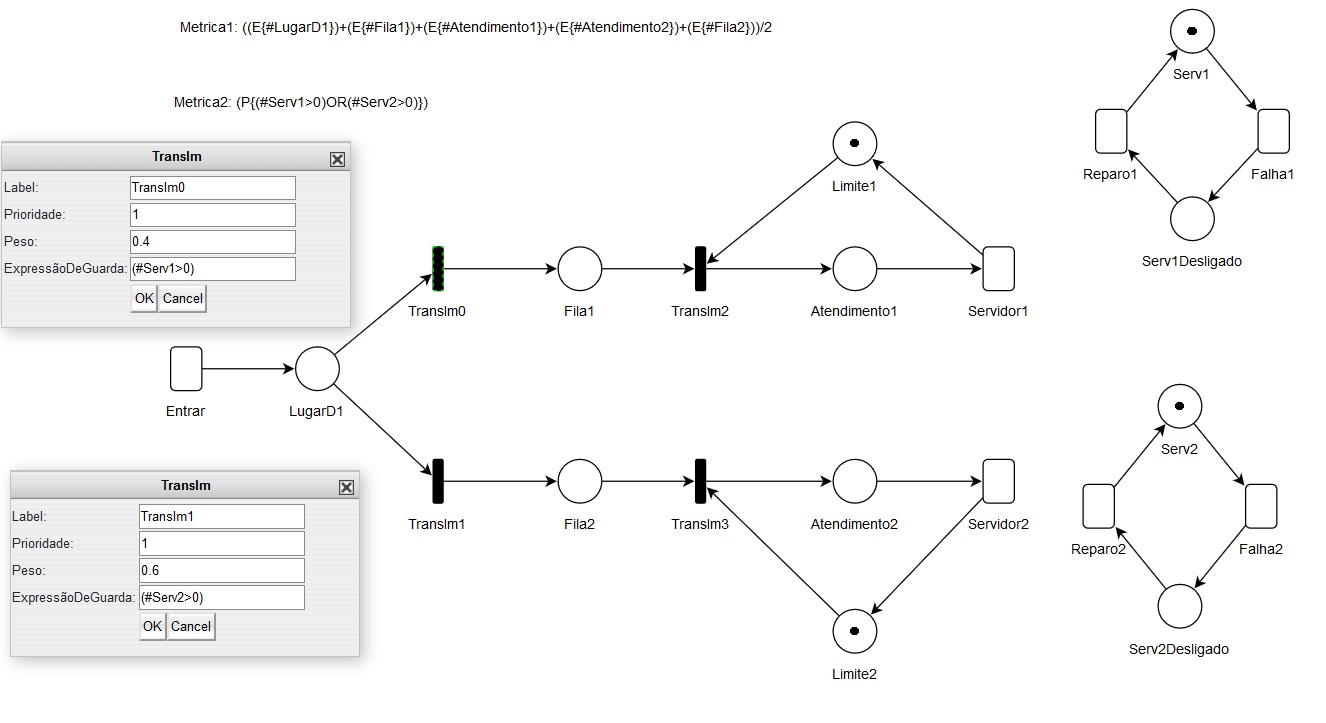 Metrica1: ((E{#LugarD1})+(E{#Fila1})+(E{#Atendimento1})+(E{#Atendimento2})+(E{#Fila2}))/2
Metrica2: (P{(#Serv1>0)OR(#Serv2>0)})
TransIm
Label: TransIm0
Prioridade: 1
Peso: 0.4
ExpressãoDeGuarda: (#Serv1>0)
OK Cancel
Serv1
Reparo1
Falha1
Serv1Desligado
Limite1
TransIm0
Fila1
TransIm2
Atendimento1
Servidor1
Entrar
LugarD1
TransIm
Label: TransIm1
Prioridade: 1
Peso: 0.6
ExpressãoDeGuarda: (#Serv2>0)
OK Cancel
TransIm1
Fila2
TransIm3
Atendimento2
Servidor2
Limite2
Serv2
Reparo2
Falha2
Serv2Desligado